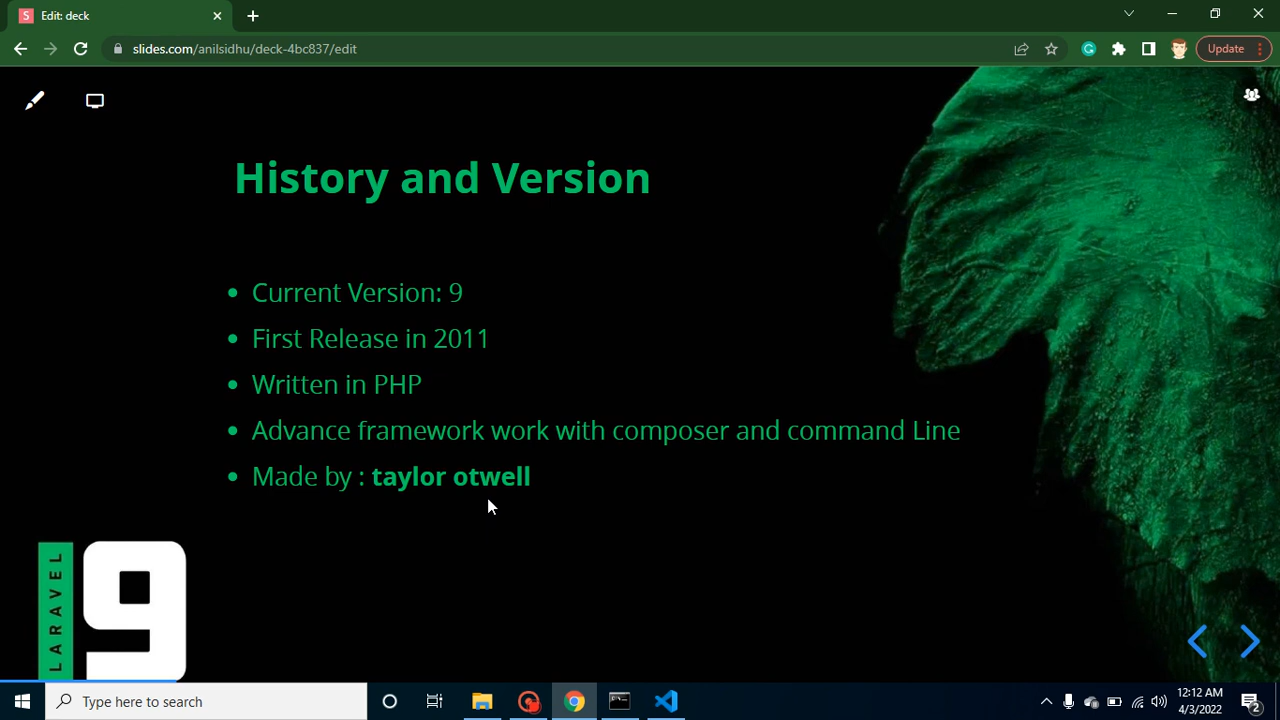 Edit: deck
slides.com/anilsidhu/deck-4bc837/edit
Update
History and Version
Current Version: 9
First Release in 2011
Written in PHP
Advance framework work with composer and command Line
Made by : taylor otwell
LARAVEL
9
Type here to search
12:12 AM
4/3/2022
2